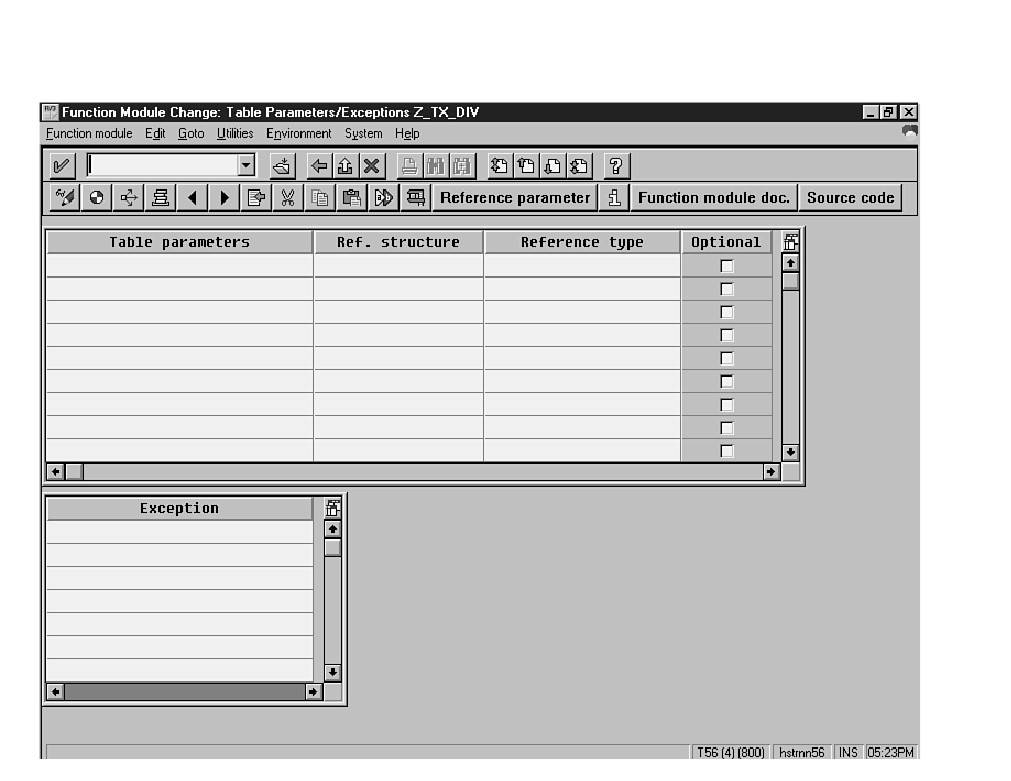 Function Module Change: Table Parameters/Exceptions Z_TX_DIV
Function module Edit Goto Utilities Environment System Help
Reference parameter Function module doc. Source code
Table parameters Ref. structure Reference type Optional
Exception
T56 (4) (800) hstrnn56 INS 05:23PM